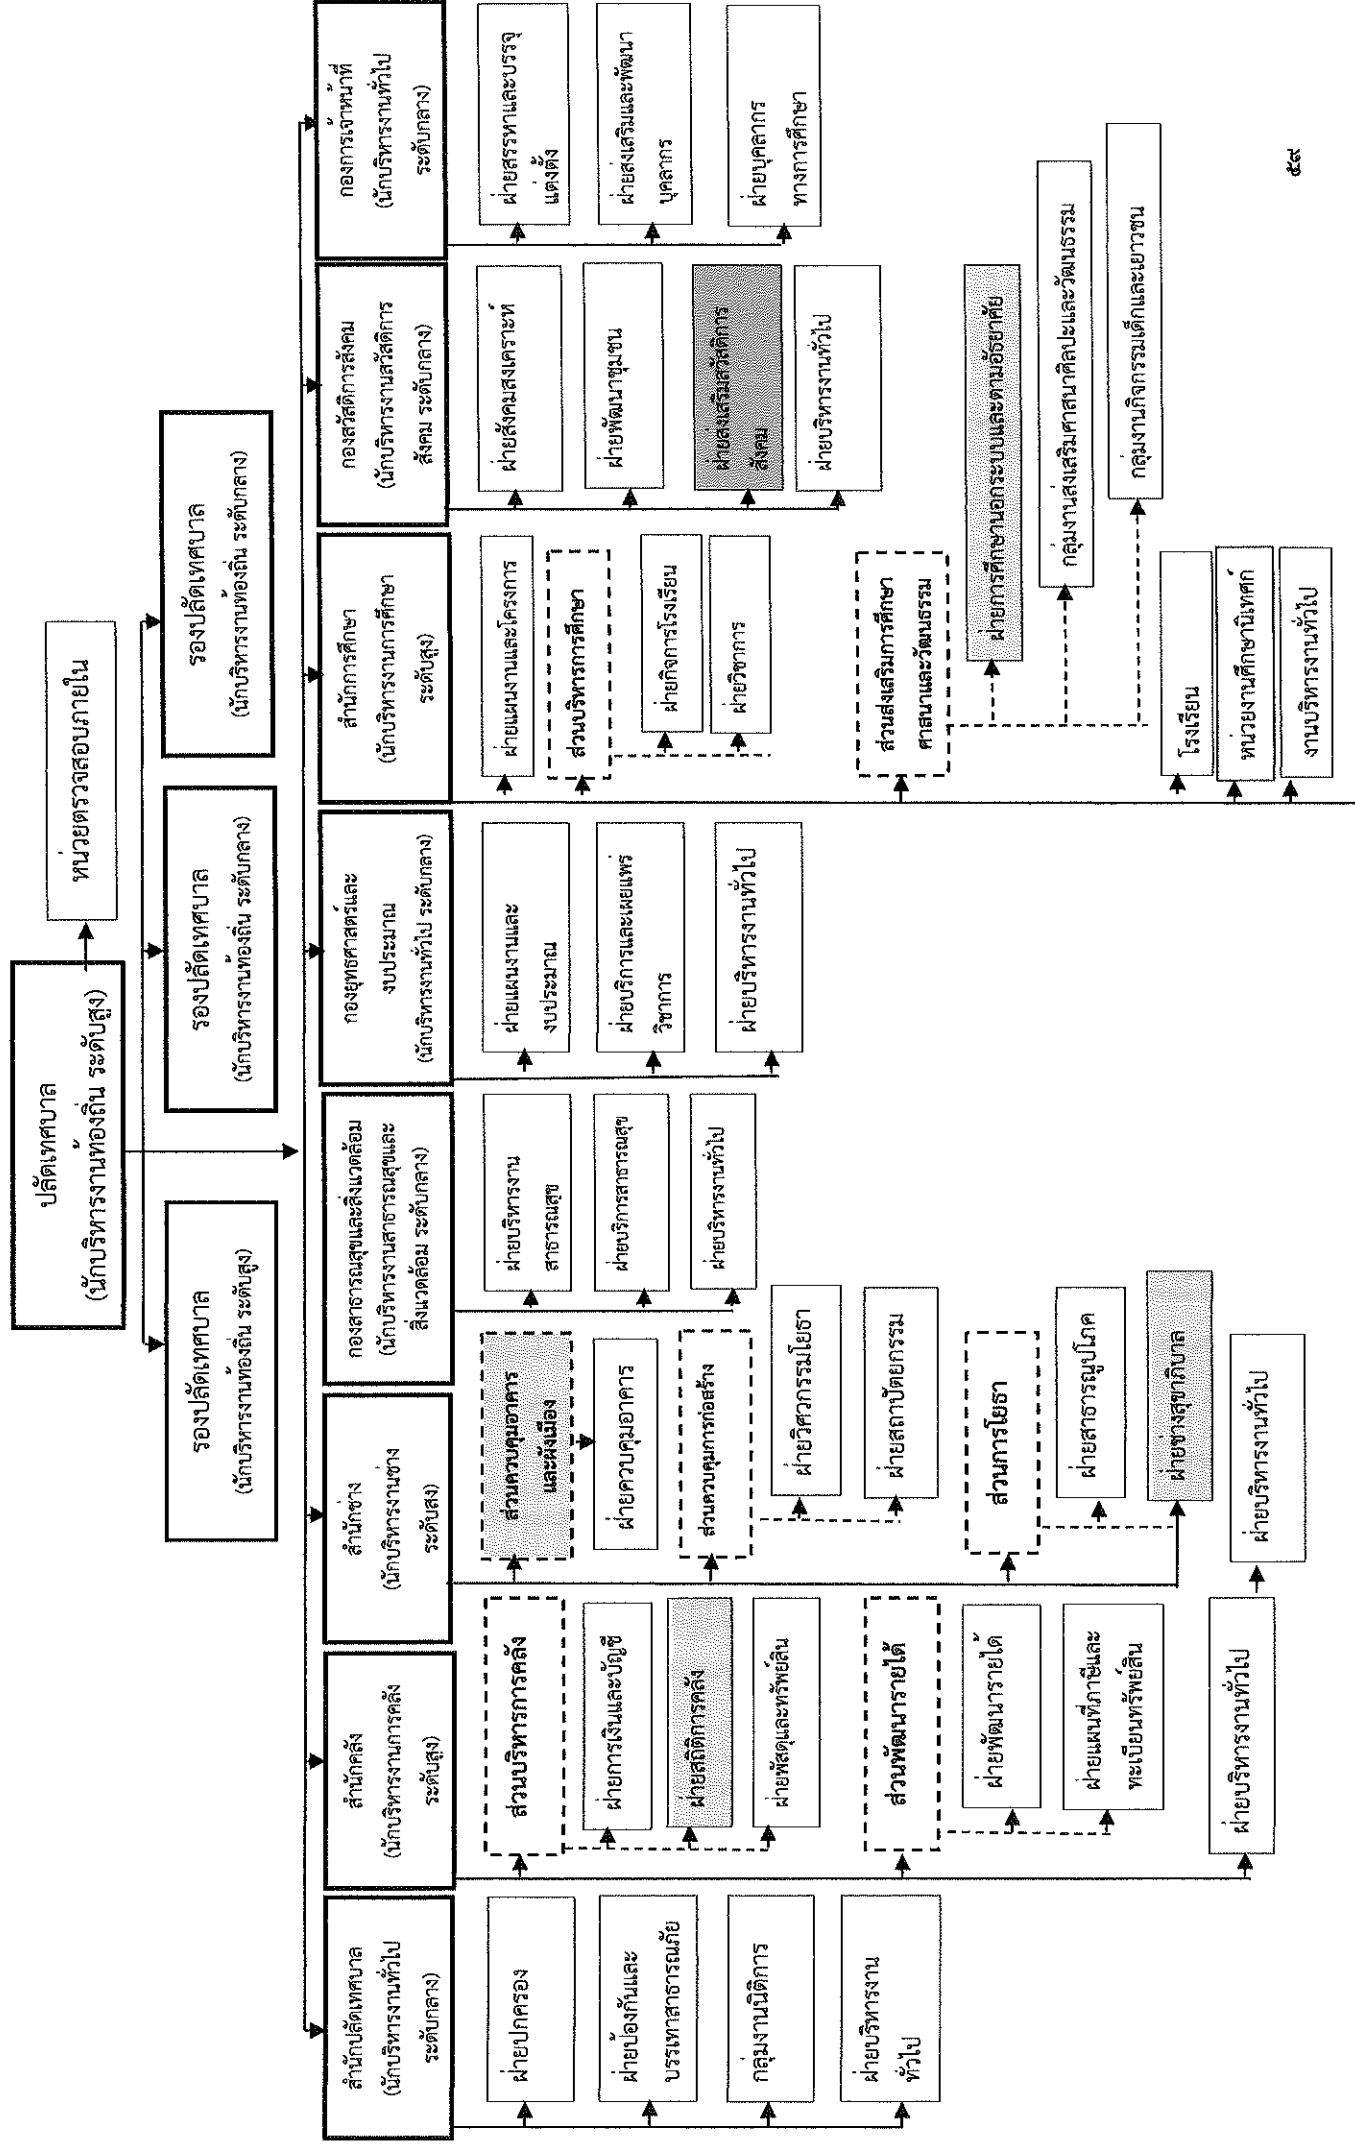 ปลัดเทศบาล
(นักบริหารงานท้องถิ่น ระดับสูง)
หน่วยตรวจสอบภายใน
รองปลัดเทศบาล
(นักบริหารงานท้องถิ่น ระดับสูง)
รองปลัดเทศบาล
(นักบริหารงานท้องถิ่น ระดับกลาง)
รองปลัดเทศบาล
(นักบริหารงานท้องถิ่น ระดับกลาง)
สำนักปลัดเทศบาล
(นักบริหารงานทั่วไป
ระดับกลาง)
ฝ่ายปกครอง
ฝ่ายป้องกันและ
บรรเทาสาธารณภัย
กลุ่มงานนิติการ
ฝ่ายบริหารงาน
ทั่วไป
สำนักคลัง
(นักบริหารงานการคลัง
ระดับสูง)
ส่วนบริหารการคลัง
ฝ่ายการเงินและบัญชี
ฝ่ายสถิติการคลัง
ฝ่ายพัสดุและทรัพย์สิน
ส่วนพัฒนารายได้
ฝ่ายพัฒนารายได้
ฝ่ายแผนที่ภาษีและ
ทะเบียนทรัพย์สิน
ฝ่ายบริหารงานทั่วไป
สำนักช่าง
(นักบริหารงานช่าง
ระดับสูง)
ส่วนควบคุมอาคาร
และผังเมือง
ฝ่ายควบคุมอาคาร
ส่วนควบคุมการก่อสร้าง
ฝ่ายวิศวกรรมโยธา
ฝ่ายสถาปัตยกรรม
ส่วนการโยธา
ฝ่ายสาธารณูปโภค
ฝ่ายช่างสุขาภิบาล
ฝ่ายบริหารงานทั่วไป
กองสาธารณสุขและสิ่งแวดล้อม
(นักบริหารงานสาธารณสุขและ
สิ่งแวดล้อม ระดับกลาง)
ฝ่ายบริหารงาน
สาธารณสุข
ฝ่ายบริการสาธารณสุข
ฝ่ายบริหารงานทั่วไป
กองยุทธศาสตร์และ
งบประมาณ
(นักบริหารงานทั่วไป ระดับกลาง)
ฝ่ายแผนงานและ
งบประมาณ
ฝ่ายบริการและเผยแพร่
วิชาการ
ฝ่ายบริหารงานทั่วไป
สำนักการศึกษา
(นักบริหารงานการศึกษา
ระดับสูง)
ฝ่ายแผนงานและโครงการ
ส่วนบริหารการศึกษา
ฝ่ายกิจการโรงเรียน
ฝ่ายวิชาการ
ส่วนส่งเสริมการศึกษา
ศาสนาและวัฒนธรรม
ฝ่ายการศึกษานอกระบบและตามอัธยาศัย
กลุ่มงานส่งเสริมศาสนาศิลปะและวัฒนธรรม
กลุ่มงานกิจกรรมเด็กและเยาวชน
โรงเรียน
หน่วยงานศึกษานิเทศก์
งานบริหารงานทั่วไป
กองสวัสดิการสังคม
(นักบริหารงานสวัสดิการ
สังคม ระดับกลาง)
ฝ่ายสังคมสงเคราะห์
ฝ่ายพัฒนาชุมชน
ฝ่ายส่งเสริมสวัสดิการ
สังคม
ฝ่ายบริหารงานทั่วไป
กองการเจ้าหน้าที่
(นักบริหารงานทั่วไป
ระดับกลาง)
ฝ่ายสรรหาและบรรจุ
แต่งตั้ง
ฝ่ายส่งเสริมและพัฒนา
บุคลากร
ฝ่ายบุคลากร
ทางการศึกษา
๕๙